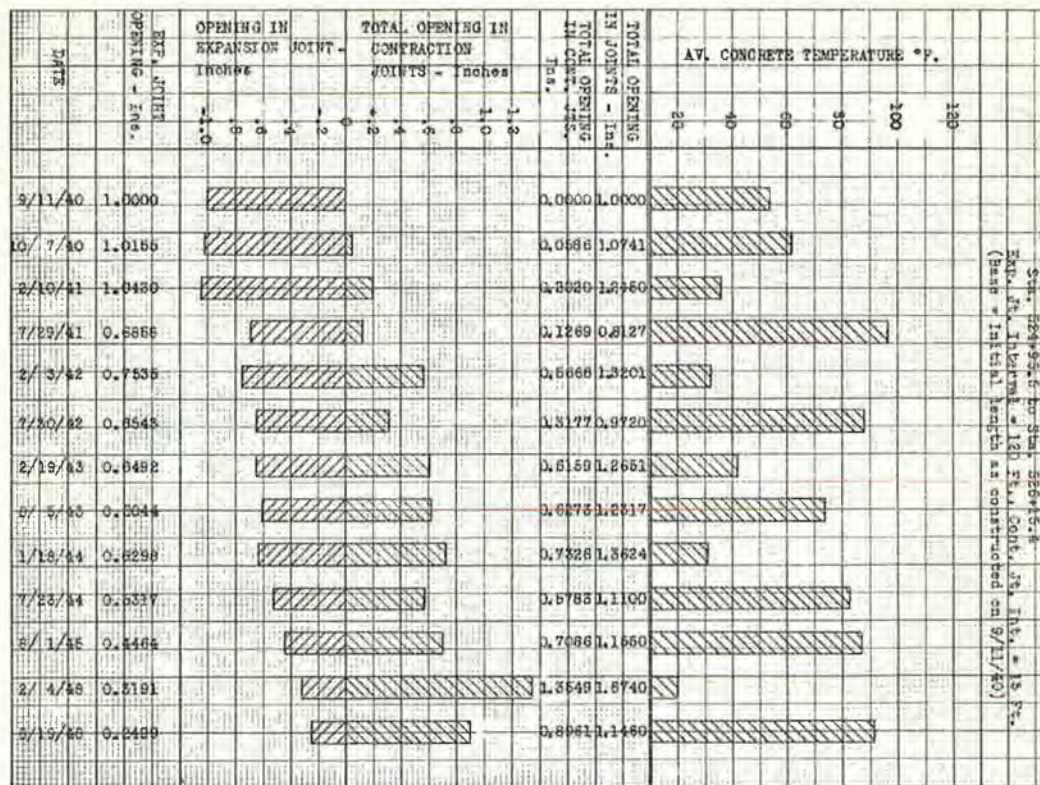 DATE
EXP. JOINT
OPENING - Ins.
OPENING IN
EXPANSION JOINT-
Inches
TOTAL OPENING IN
CONTRACTION
JOINTS - Inches
TOTAL OPENING
IN CONT. JTS.
Ins.
TOTAL OPENING
IN JOINTS - Ins.
AV. CONCRETE TEMPERATURE °F.
-1.0 .8 .6 .4 .2 0 .2 .4 .6 .8 1.0 1.2
20 40 60 80 100 120
9/11/40 1.0000 0.0000 1.0000
10/ 7/40 1.0155 0.0586 1.0741
2/10/41 1.0430 0.2020 1.2450
7/29/41 0.6858 0.1269 0.8127
2/ 3/42 0.7535 0.5666 1.3201
7/30/42 0.6543 0.3177 0.9720
2/19/43 0.6492 0.6159 1.2651
8/ 5/43 0.6044 0.6273 1.2317
1/18/44 0.6298 0.7326 1.3624
7/23/44 0.5317 0.5783 1.1100
8/ 1/45 0.4464 0.7086 1.1550
2/ 4/48 0.3191 1.3549 1.6740
0.2499 0.8961 1.1460
Exp. Jt. Interval = 120 Ft., Cont. Jt. Int. = 15 Ft.
(Base = Initial length as constructed on 9/11/40)